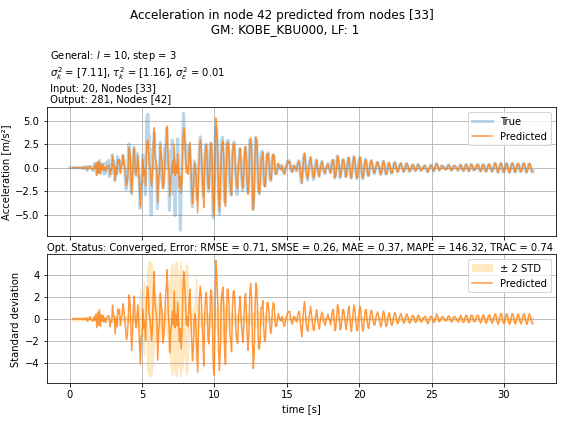 Acceleration in node 42 predicted from nodes [33]
GM: KOBE_KBU000, LF: 1
General: l = 10, step = 3
σ²ₖ = [7.11], τ²ₖ = [1.16], σ²ε = 0.01
Input: 20, Nodes [33]
Output: 281, Nodes [42]
Acceleration [m/s²]
5.0
2.5
0.0
−2.5
−5.0
True
Predicted
Opt. Status: Converged, Error: RMSE = 0.71, SMSE = 0.26, MAE = 0.37, MAPE = 146.32, TRAC = 0.74
Standard deviation
4
2
0
−2
−4
± 2 STD
Predicted
0 5 10 15 20 25 30
time [s]